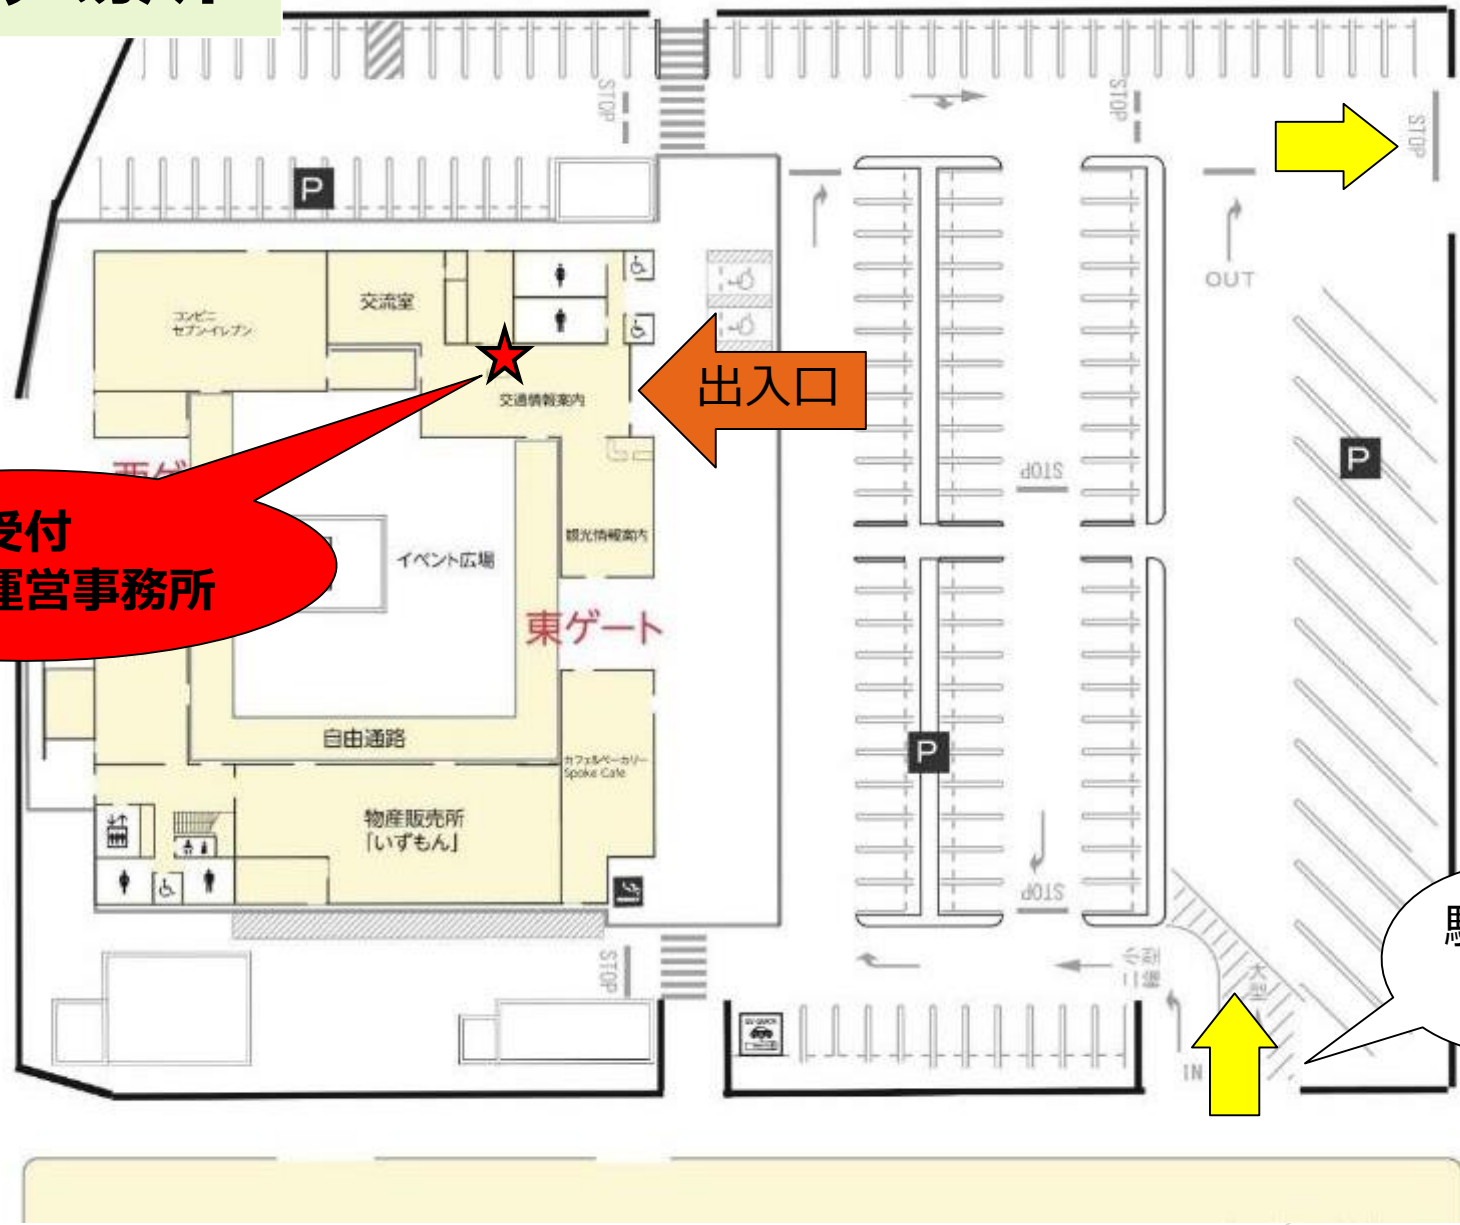 STOP
STOP
STOP
P
OUT
コンビニ
セブン-イレブン
交流室
出入口
交通情報案内
P
STOP
受付
運営事務所
イベント広場
観光情報案内
東ゲート
自由通路
カフェ&ベーカリー
Spoke Cafe
P
物産販売所
「いずもん」
STOP
STOP
小型
二輪
大型
IN